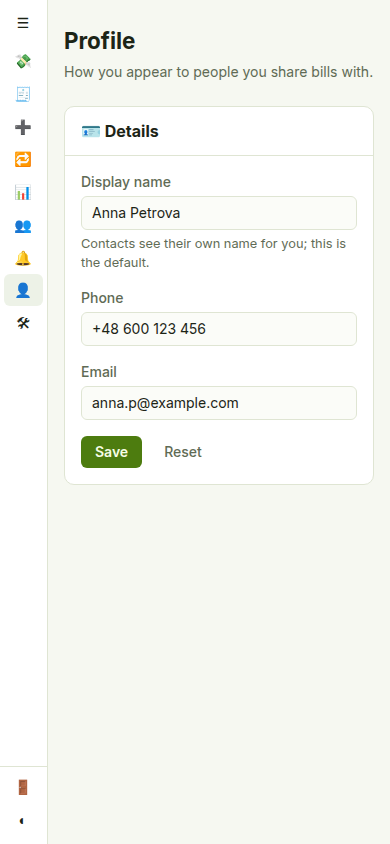 Profile
How you appear to people you share bills with.
🪪 Details
Display name
Anna Petrova
Contacts see their own name for you; this is
the default.
Phone
+48 600 123 456
Email
anna.p@example.com
Save
Reset